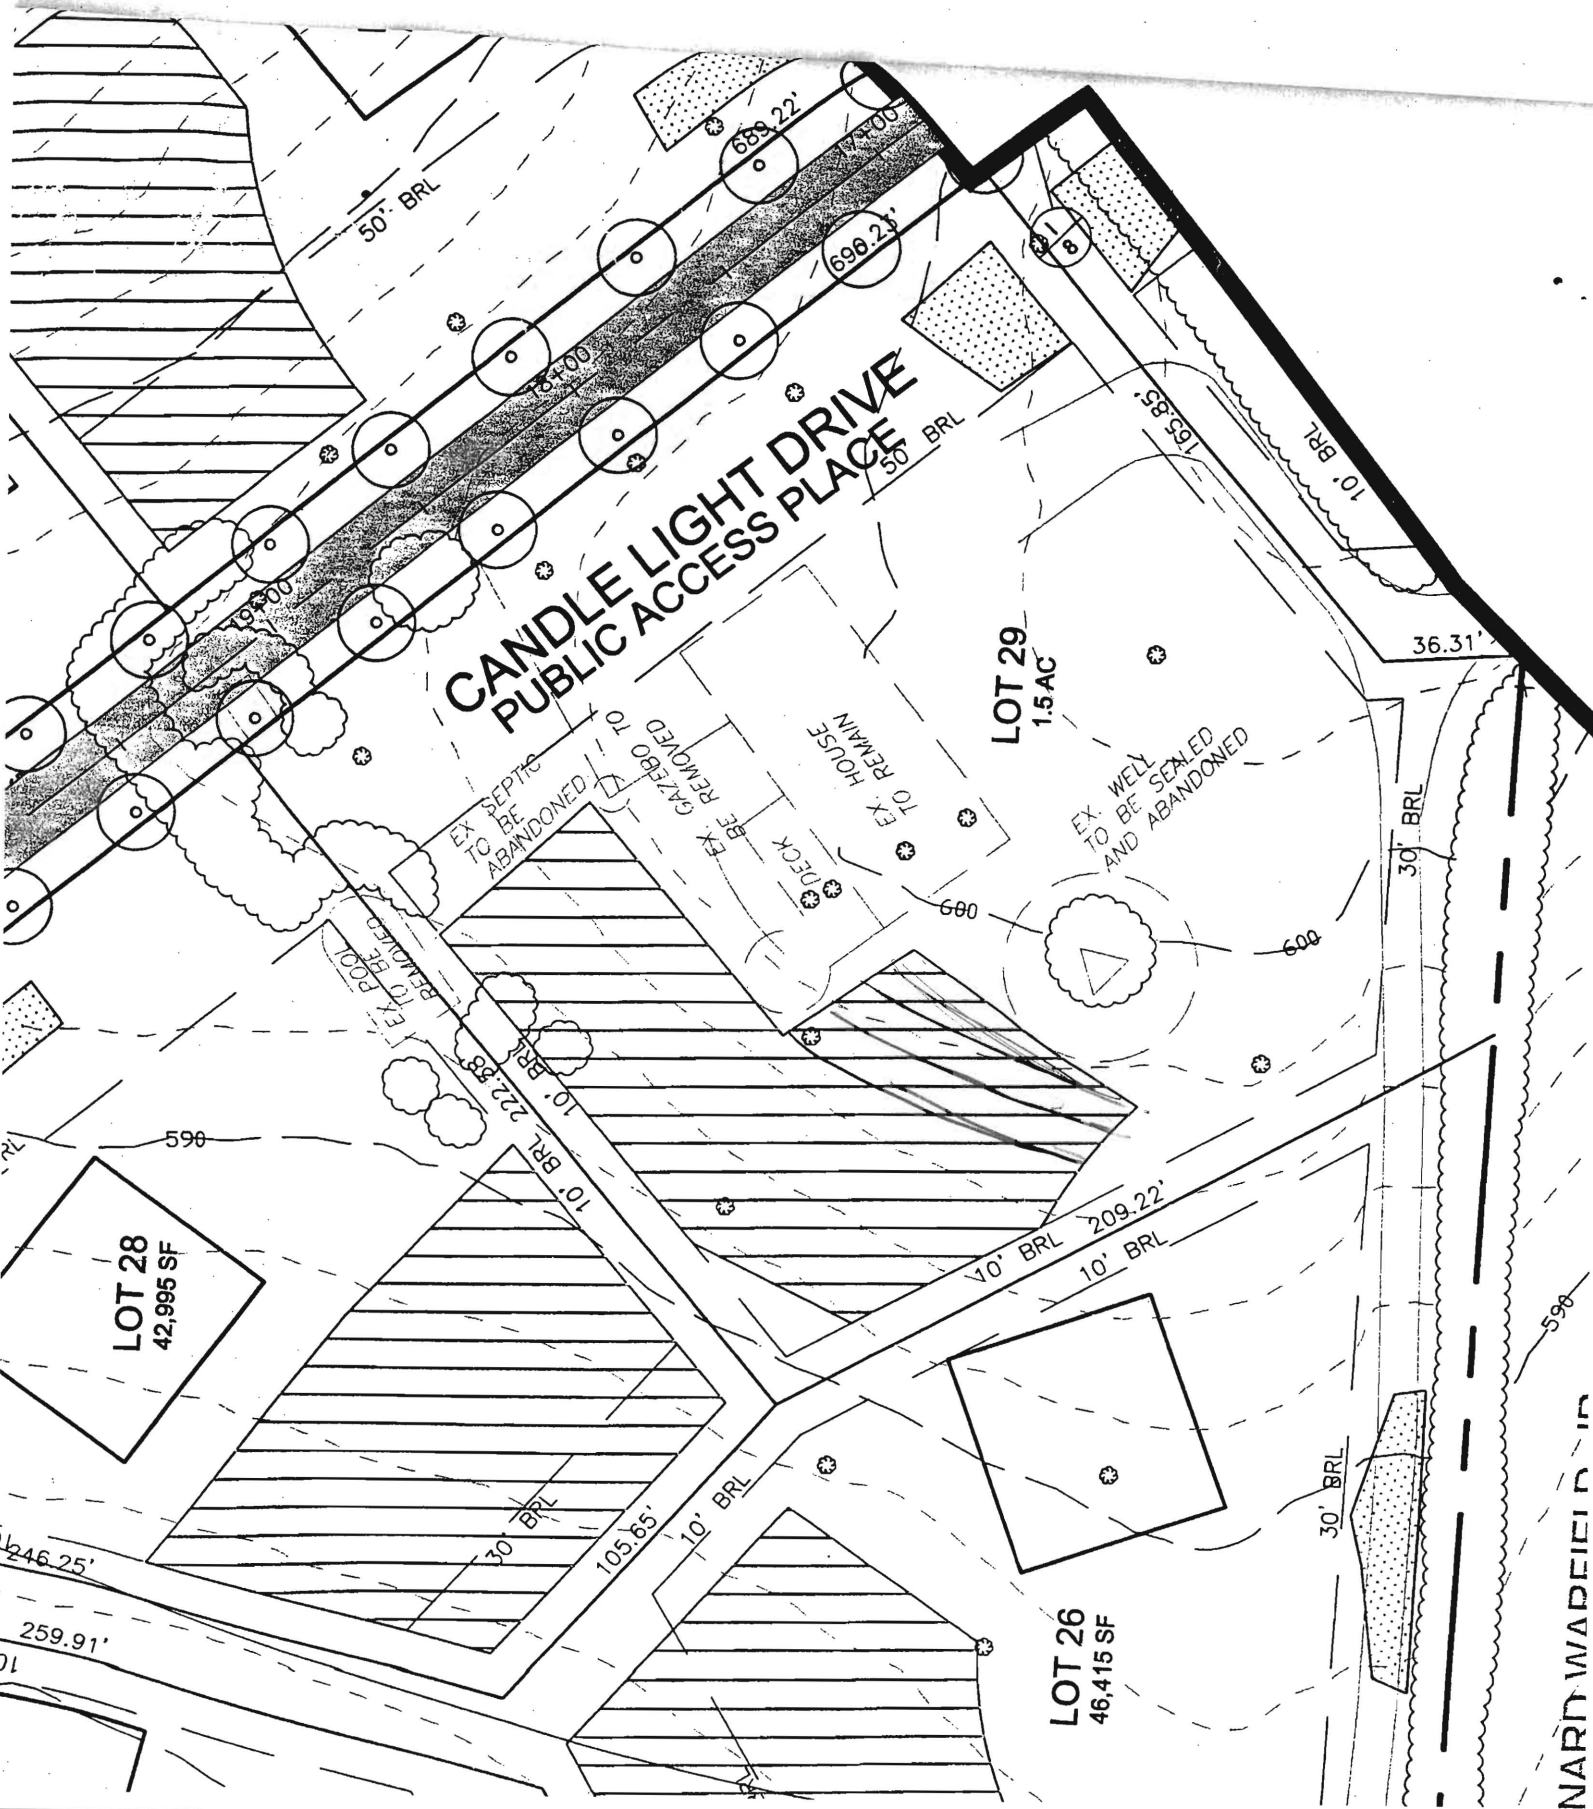 689.22'
17+00
50' BRL
690.23'
1
8
18+00
CANDLE LIGHT DRIVE
PUBLIC ACCESS PLACE
50' BRL
165.85'
10' BRL
19+00
36.31'
LOT 29
1.5 AC
EX SEPTIC
TO BE
ABANDONED
EX. GAZEBO TO
BE REMOVED
DECK
EX. HOUSE
TO REMAIN
EX. WELL
TO BE SEALED
AND ABANDONED
30' BRL
600
600
EX POOL
TO BE
REMOVED
222.58'
10' BRL
10' BRL
590
LOT 28
42,995 SF
10' BRL
209.22'
10' BRL
590
30' BRL
105.65'
10' BRL
30' BRL
246.25'
259.91'
LOT 26
46,415 SF